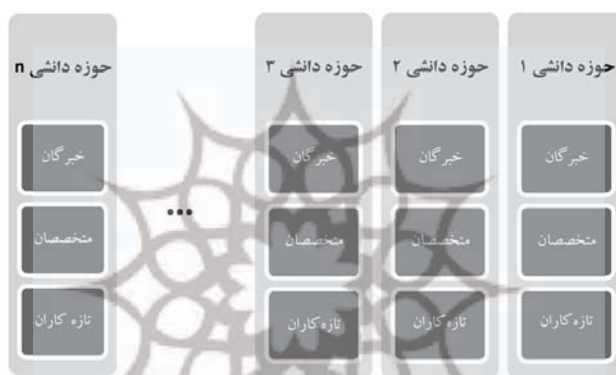 حوزه دانشی ۱
حوزه دانشی ۲
حوزه دانشی ۳
حوزه دانشی n
خبرگان
خبرگان
خبرگان
خبرگان
...
متخصصان
متخصصان
متخصصان
متخصصان
تازه کاران
تازه کاران
تازه کاران
تازه کاران